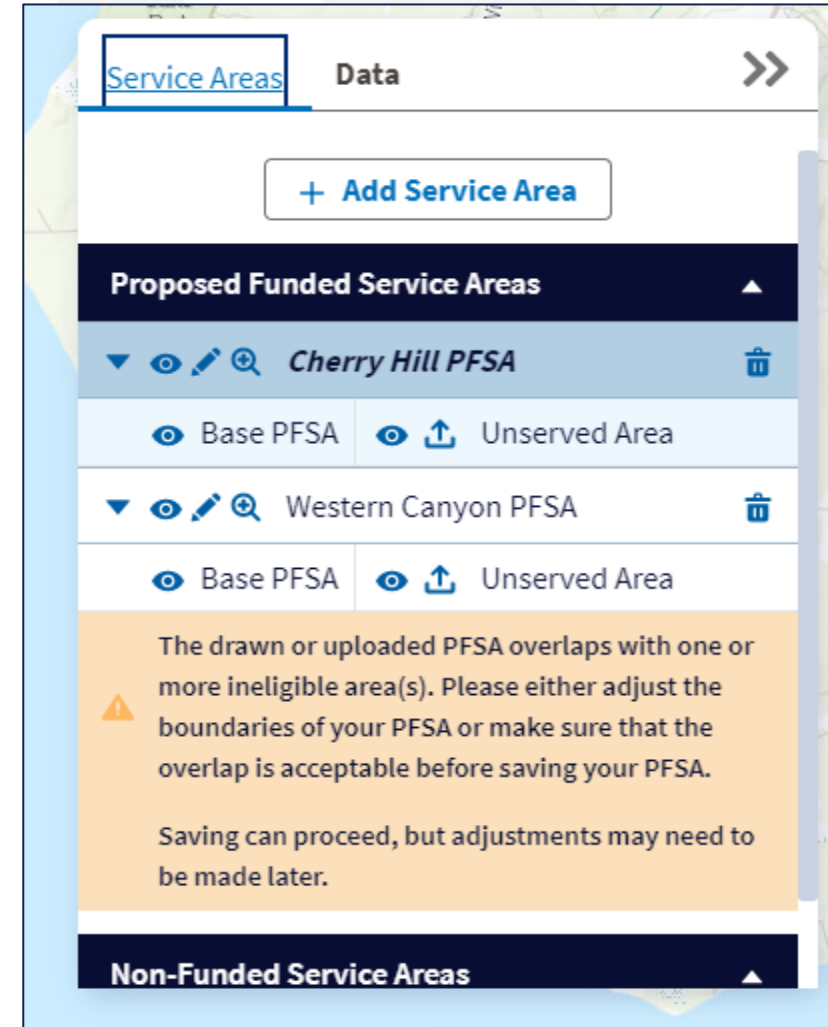 Service Areas Data
+ Add Service Area
Proposed Funded Service Areas
Cherry Hill PFSA
Base PFSA Unserved Area
Western Canyon PFSA
Base PFSA Unserved Area
The drawn or uploaded PFSA overlaps with one or
more ineligible area(s). Please either adjust the
boundaries of your PFSA or make sure that the
overlap is acceptable before saving your PFSA.
Saving can proceed, but adjustments may need to
be made later.
Non-Funded Service Areas